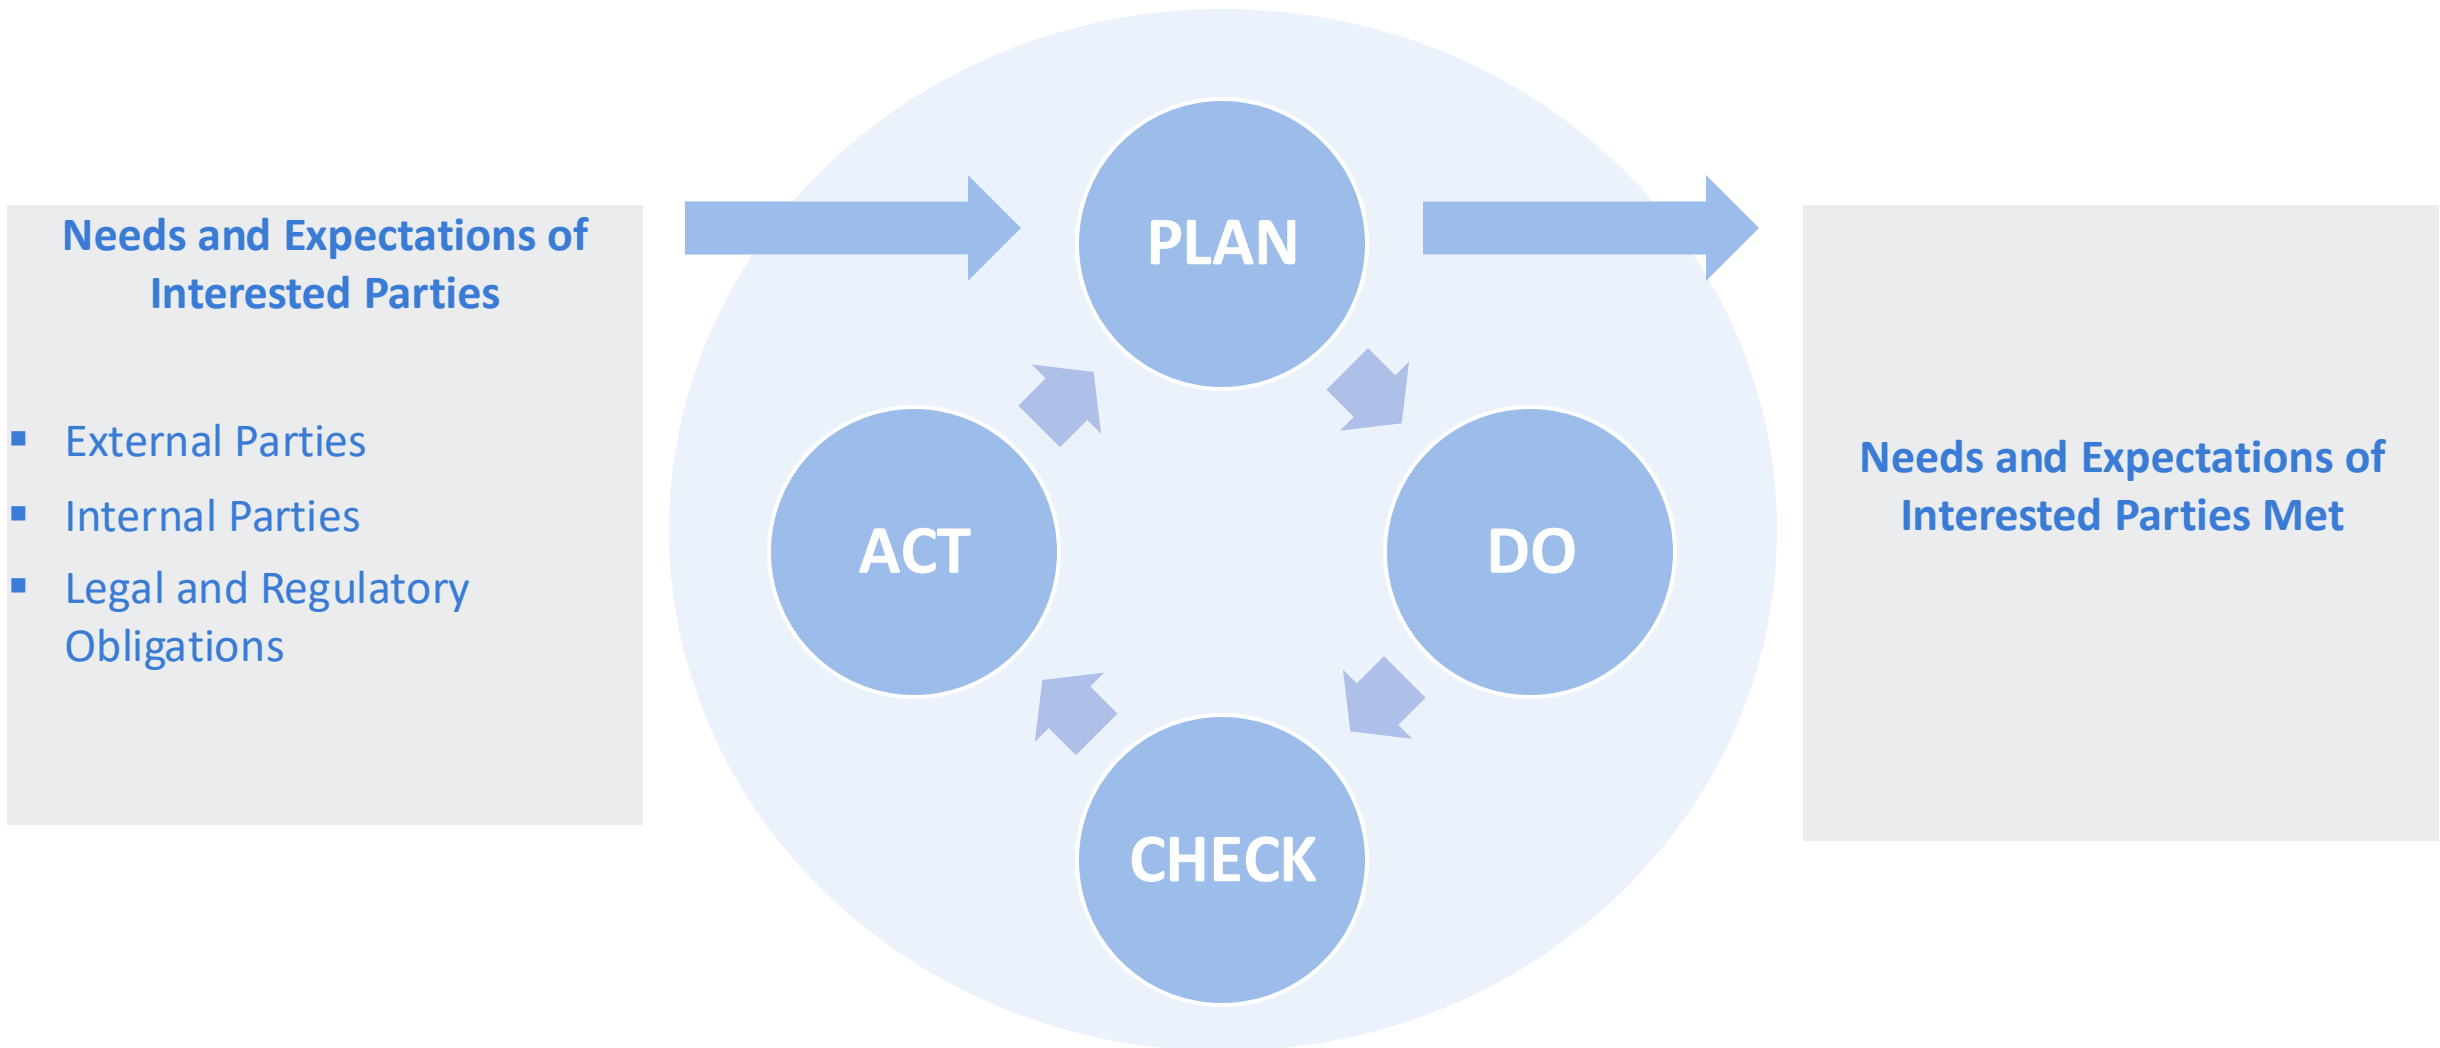 Needs and Expectations of
Interested Parties
▪ External Parties
▪ Internal Parties
▪ Legal and Regulatory
Obligations
PLAN
DO
CHECK
ACT
Needs and Expectations of
Interested Parties Met